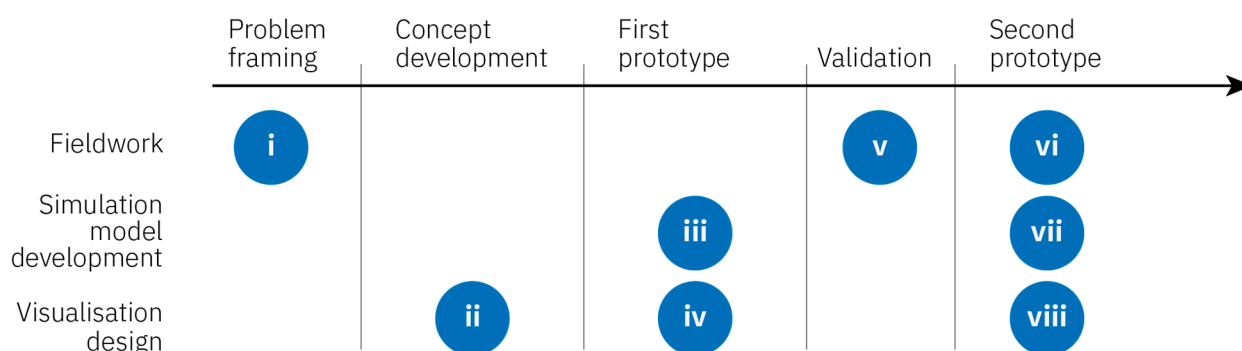 Problem
framing
Concept
development
First
prototype
Validation
Second
prototype
Fieldwork
i
v
vi
Simulation
model
development
iii
vii
Visualisation
design
ii
iv
viii